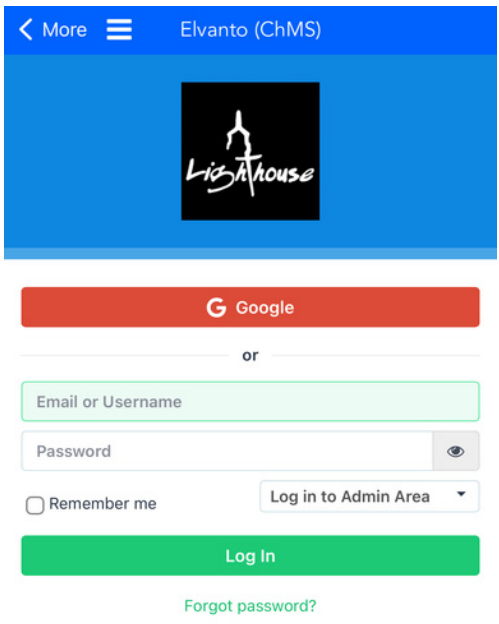 More Elvanto (ChMS)
Lighthouse
Google
or
Email or Username
Password
Remember me Log in to Admin Area
Log In
Forgot password?